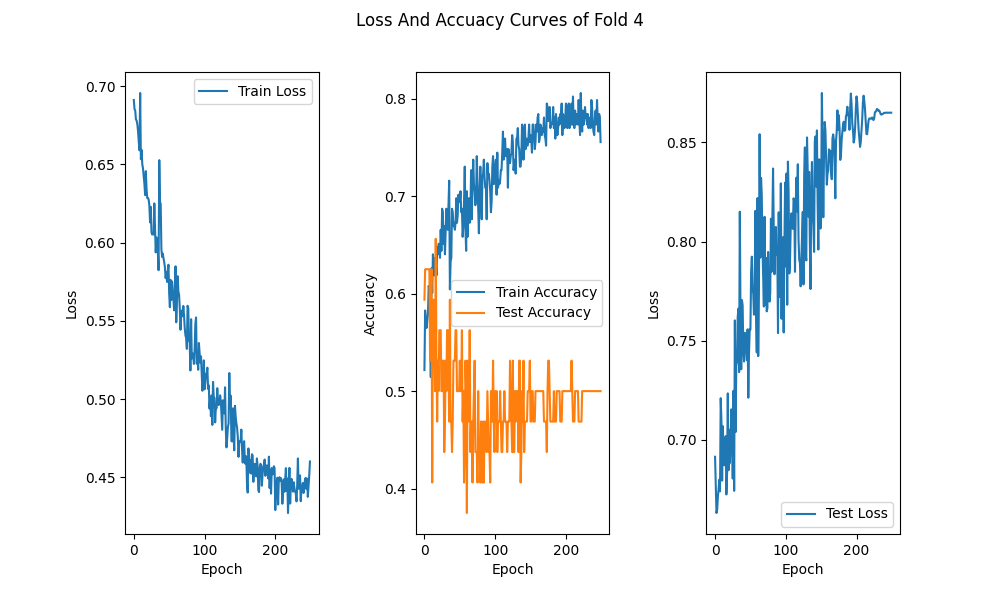 Loss And Accuacy Curves of Fold 4
Loss
0.70
0.65
0.60
0.55
0.50
0.45
Train Loss
0
100
200
Epoch
Accuracy
0.8
0.7
0.6
0.5
0.4
Train Accuracy
Test Accuracy
0
100
200
Epoch
Loss
0.85
0.80
0.75
0.70
Test Loss
0
100
200
Epoch